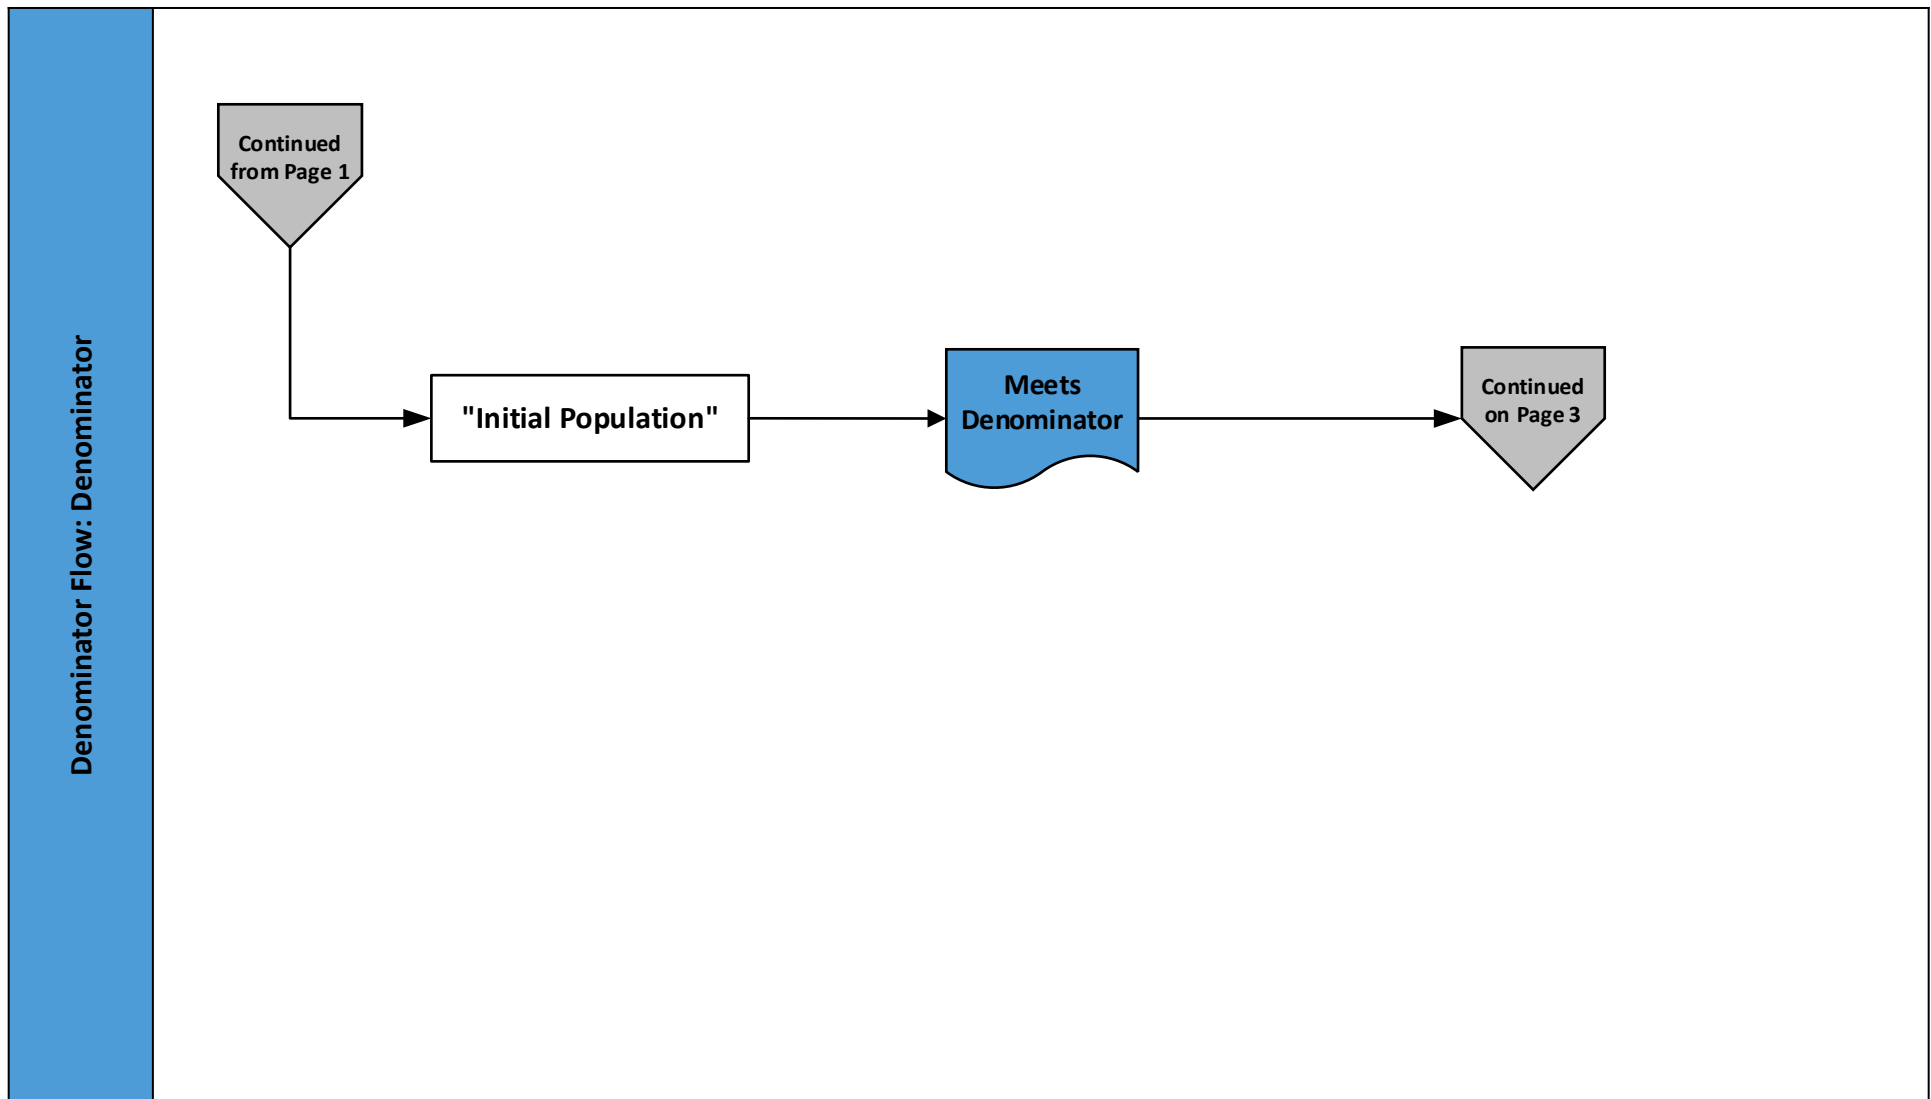 Denominator Flow: Denominator
Continued
from Page 1
"Initial Population"
Meets
Denominator
Continued
on Page 3